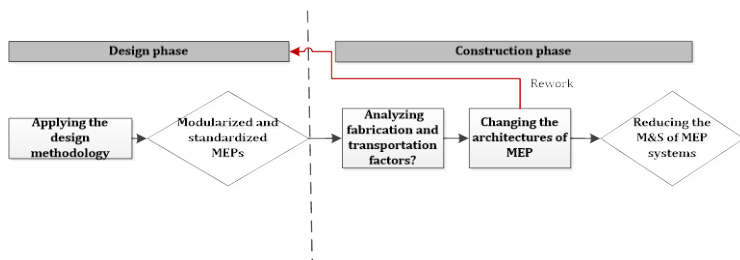 Design phase
Construction phase
Rework
Applying the
design
methodology
Modularized and
standardized
MEPs
Analyzing
fabrication and
transportation
factors?
Changing the
architectures of
MEP
Reducing the
M&S of MEP
systems